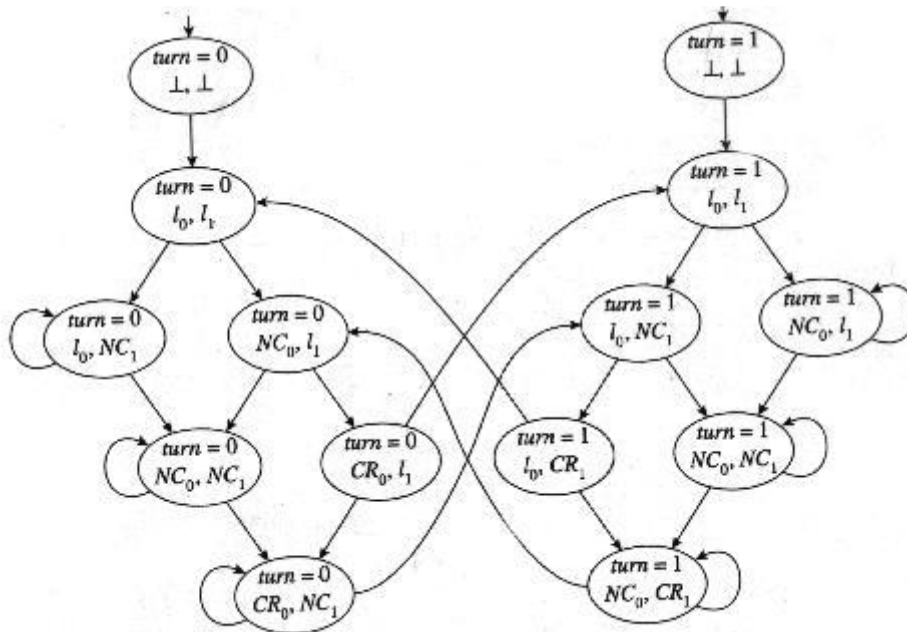 turn = 0
⊥, ⊥
turn = 1
⊥, ⊥
turn = 0
l₀, l₁
turn = 1
l₀, l₁
turn = 0
l₀, NC₁
turn = 0
NC₀, l₁
turn = 1
l₀, NC₁
turn = 1
NC₀, l₁
turn = 0
NC₀, NC₁
turn = 0
CR₀, l₁
turn = 1
l₀, CR₁
turn = 1
NC₀, NC₁
turn = 0
CR₀, NC₁
turn = 1
NC₀, CR₁